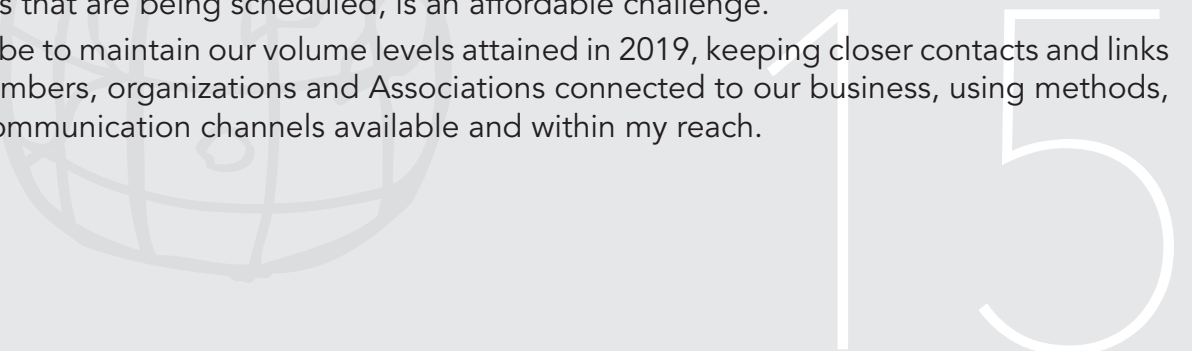 s that are being scheduled, is an affordable challenge.
be to maintain our volume levels attained in 2019, keeping closer contacts and links
mbers, organizations and Associations connected to our business, using methods,
ommunication channels available and within my reach.
15